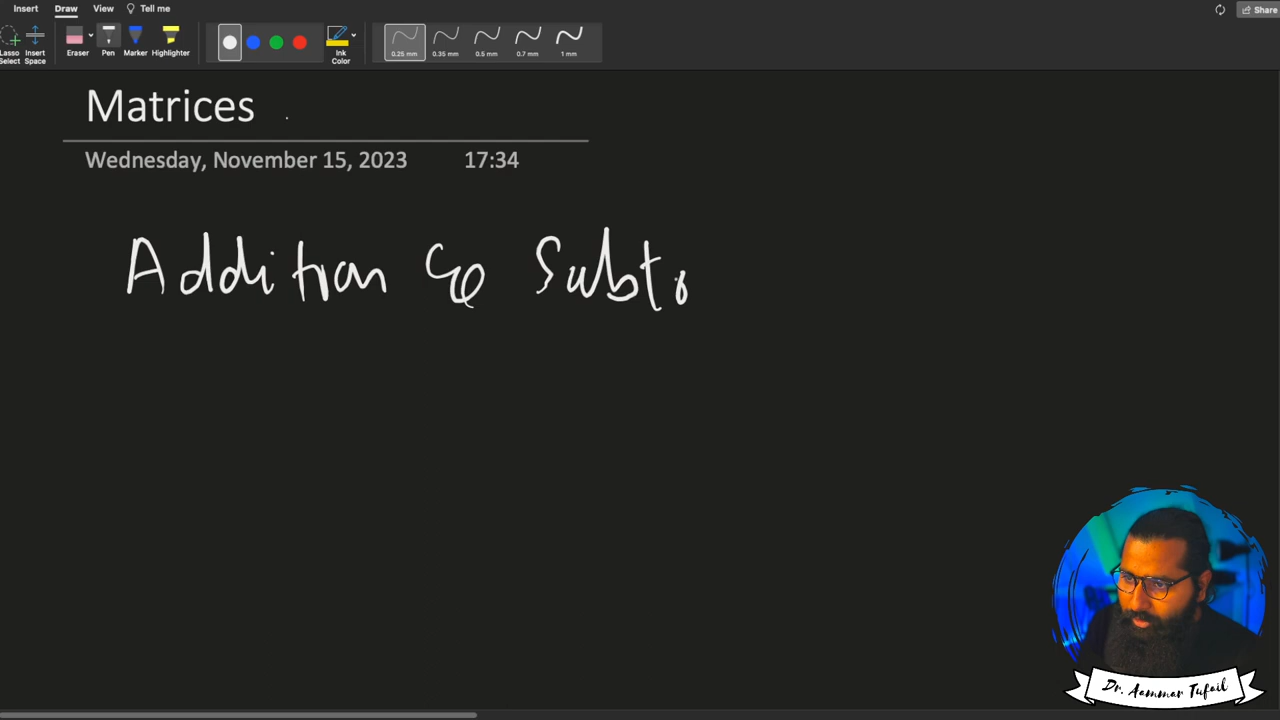 Insert Draw View Tell me
Share
Lasso Select
Insert Space
Eraser
Pen
Marker
Highlighter
Ink Color
0.25 mm
0.35 mm
0.5 mm
0.7 mm
1 mm
Matrices
Wednesday, November 15, 2023 17:34
Addition & Subt
Dr. Aammar Tufail